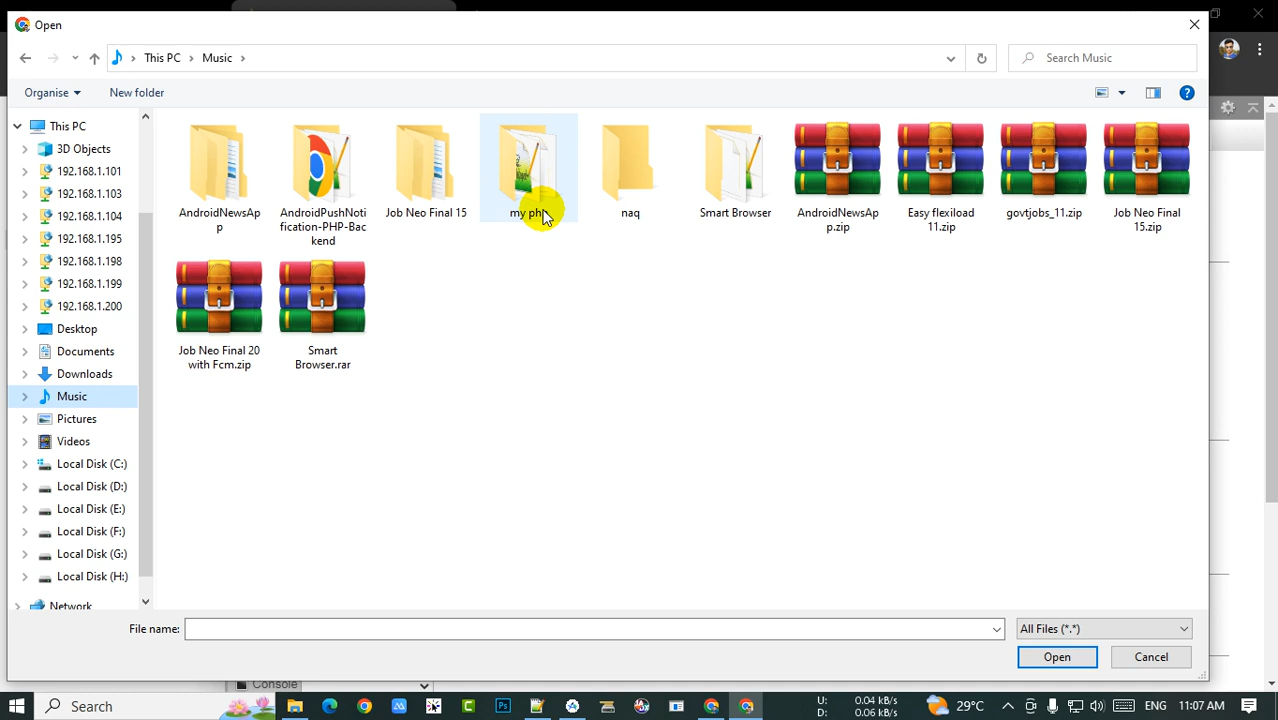 Open
This PC
Music
Search Music
Organise
New folder
This PC
3D Objects
192.168.1.101
192.168.1.103
192.168.1.104
192.168.1.195
192.168.1.198
192.168.1.199
192.168.1.200
Desktop
Documents
Downloads
Music
Pictures
Videos
Local Disk (C:)
Local Disk (D:)
Local Disk (E:)
Local Disk (F:)
Local Disk (G:)
Local Disk (H:)
Network
AndroidNewsAp
p
AndroidPushNoti
fication-PHP-Bac
kend
Job Neo Final 15
my php
naq
Smart Browser
AndroidNewsAp
p.zip
Easy flexiload
11.zip
govtjobs_11.zip
Job Neo Final
15.zip
Job Neo Final 20
with Fcm.zip
Smart
Browser.rar
File name:
All Files (*.*)
Open
Cancel
Console
Search
U: 0.04 kB/s
D: 0.06 kB/s
29°C
ENG
11:07 AM